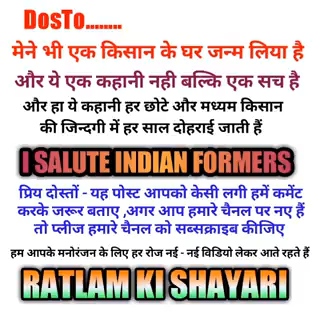 DosTo........
मेने भी एक किसान के घर जन्म लिया है
और ये एक कहानी नही बल्कि एक सच है
और हा ये कहानी हर छोटे और मध्यम किसान
की जिन्दगी में हर साल दोहराई जाती हैं
I SALUTE INDIAN FORMERS
प्रिय दोस्तों - यह पोस्ट आपको केसी लगी हमें कमेंट
करके जरूर बताए ,अगर आप हमारे चैनल पर नए हैं
तो प्लीज हमारे चैनल को सब्सक्राइब कीजिए
हम आपके मनोरंजन के लिए हर रोज नई - नई विडियो लेकर आते रहते हैं
RATLAM KI SHAYARI